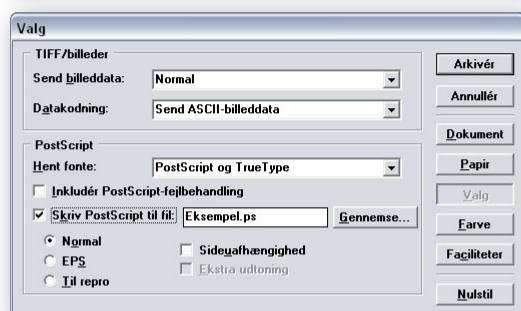 Valg
TIFF/billeder
Send billeddata: Normal
Datakodning: Send ASCII-billeddata
PostScript
Hent fonte: PostScript og TrueType
Inkludér PostScript-fejlbehandling
Skriv PostScript til fil: Eksempel.ps Gennemse...
Normal
EPS
Til repro
Sideuafhængighed
Ekstra udtoning
Arkivér
Annullér
Dokument
Papir
Valg
Farve
Faciliteter
Nulstil